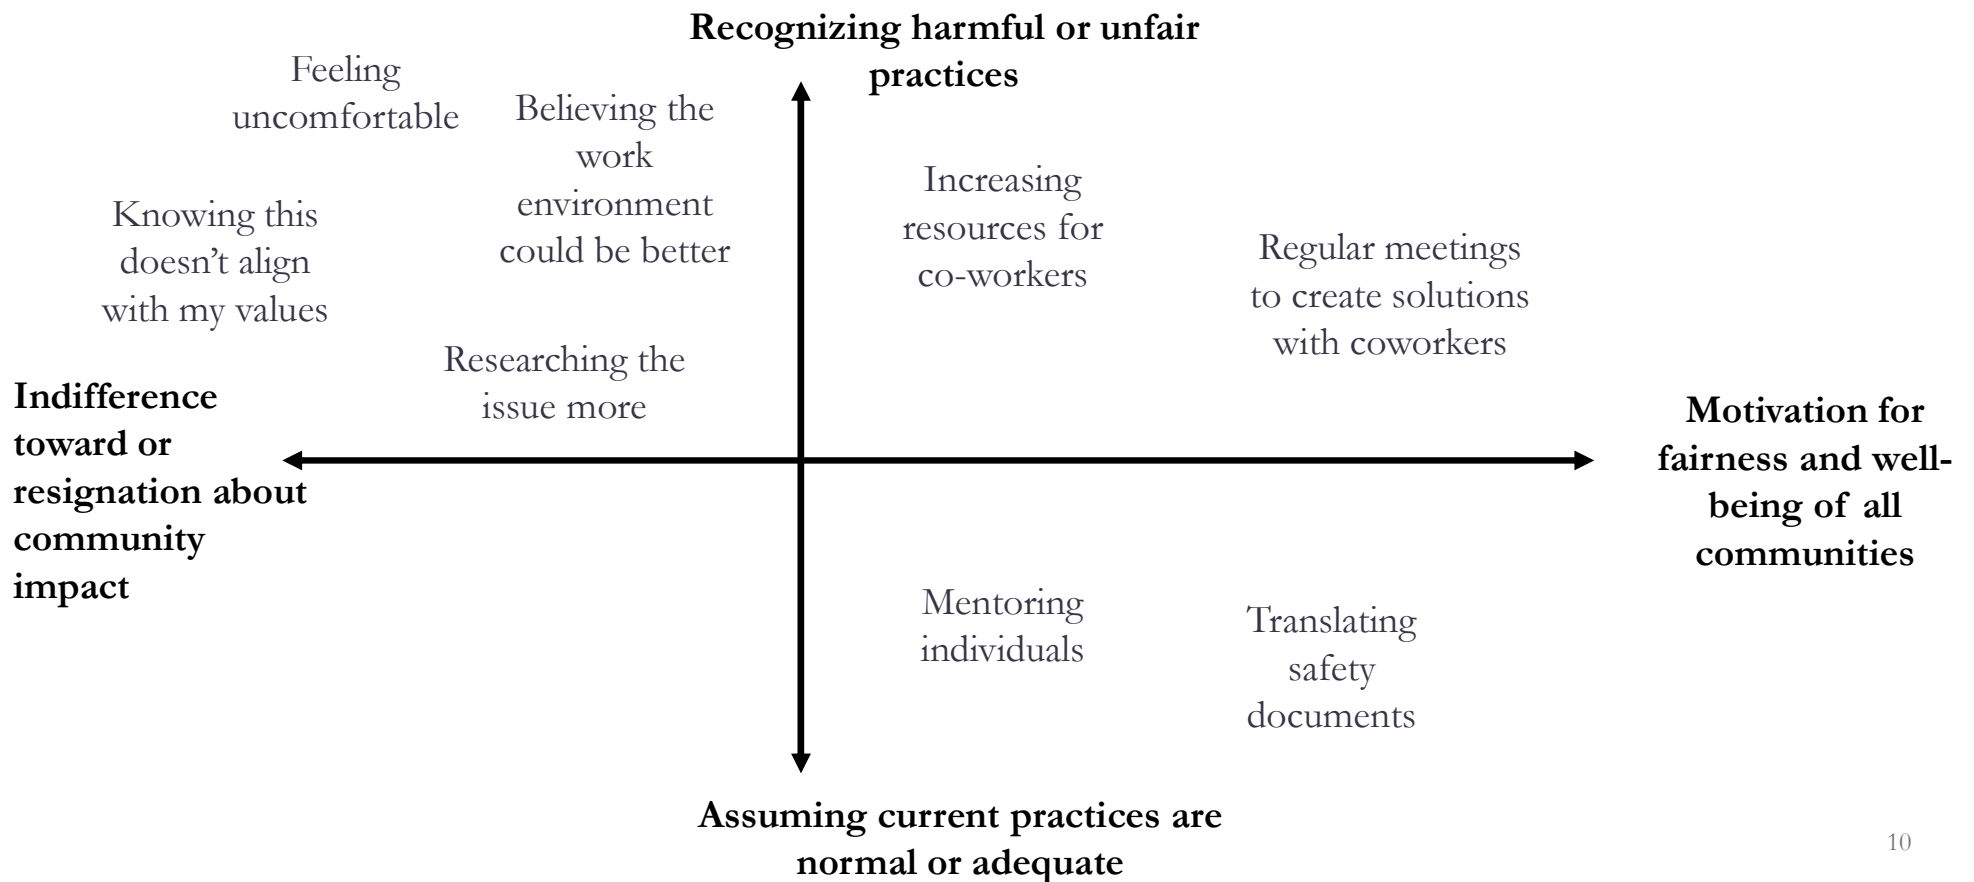 Recognizing harmful or unfair
practices
Feeling
uncomfortable
Believing the
work
environment
could be better
Knowing this
doesn’t align
with my values
Researching the
issue more
Increasing
resources for
co-workers
Regular meetings
to create solutions
with coworkers
Indifference
toward or
resignation about
community
impact
Motivation for
fairness and well-
being of all
communities
Mentoring
individuals
Translating
safety
documents
Assuming current practices are
normal or adequate
10